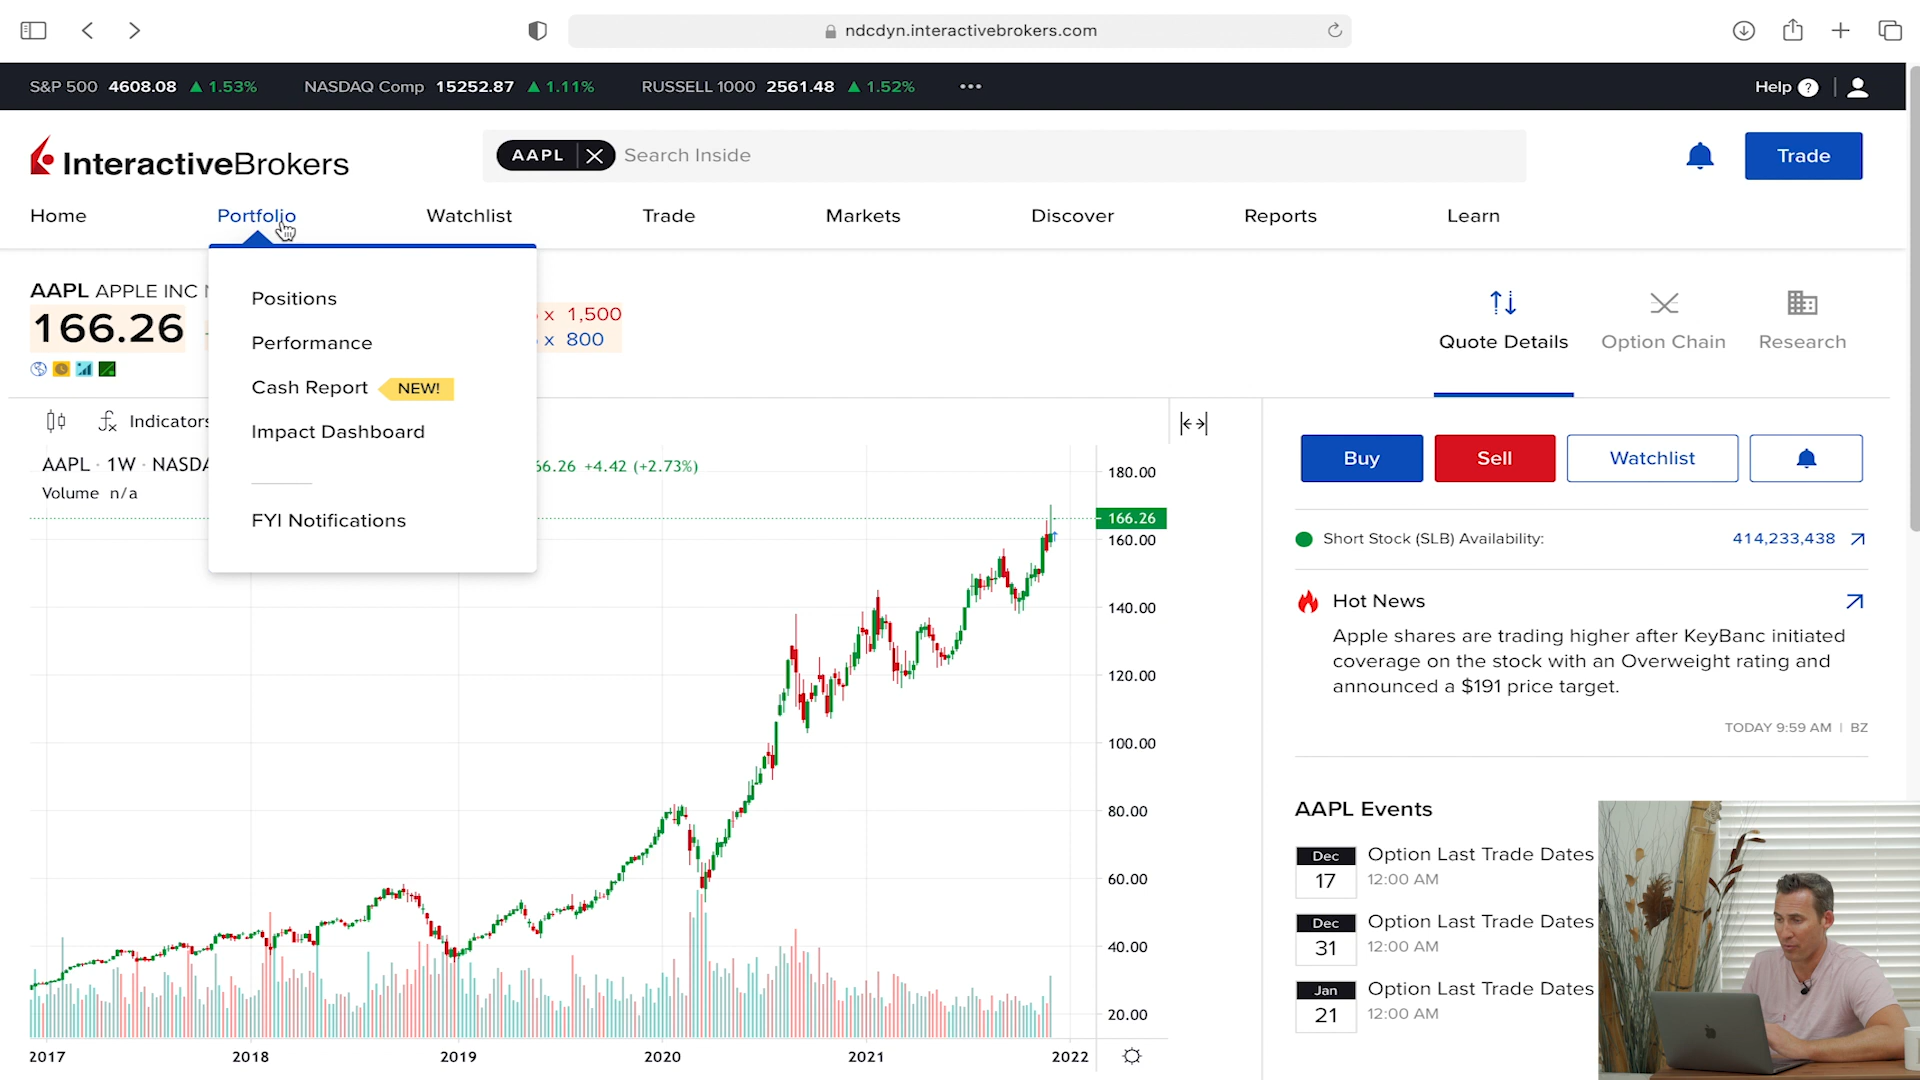 ndcdyn.interactivebrokers.com
S&P 500 4608.08 1.53% NASDAQ Comp 15252.87 1.11% RUSSELL 1000 2561.48 1.52% ••• Help ?
InteractiveBrokers
AAPL Search Inside
Trade
Home Portfolio Watchlist Trade Markets Discover Reports Learn
AAPL APPLE INC
166.26
x 1,500
x 800
Positions
Performance
Cash Report NEW!
Impact Dashboard
FYI Notifications
Quote Details Option Chain Research
Indicators
AAPL · 1W · 66.26 +4.42 (+2.73%)
Volume n/a
180.00
166.26
160.00
140.00
120.00
100.00
80.00
60.00
40.00
20.00
2017 2018 2019 2020 2021 2022
Buy Sell Watchlist
Short Stock (SLB) Availability: 414,233,438
Hot News
Apple shares are trading higher after KeyBanc initiated
coverage on the stock with an Overweight rating and
announced a $191 price target.
TODAY 9:59 AM | BZ
AAPL Events
Dec 17 Option Last Trade Dates
12:00 AM
Dec 31 Option Last Trade Dates
12:00 AM
Jan 21 Option Last Trade Dates
12:00 AM